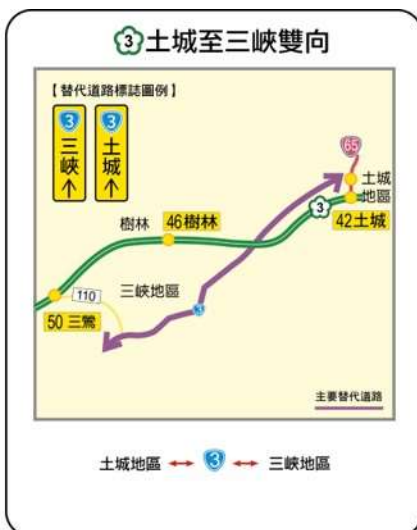 3 土城至三峽雙向
【替代道路標誌圖例】
3 三峽↑
3 土城↑
65
土城
地區
樹林
46樹林
3
42土城
110
三峽地區
3
50 三鶯
主要替代道路
土城地區 ↔ 3 ↔ 三峽地區